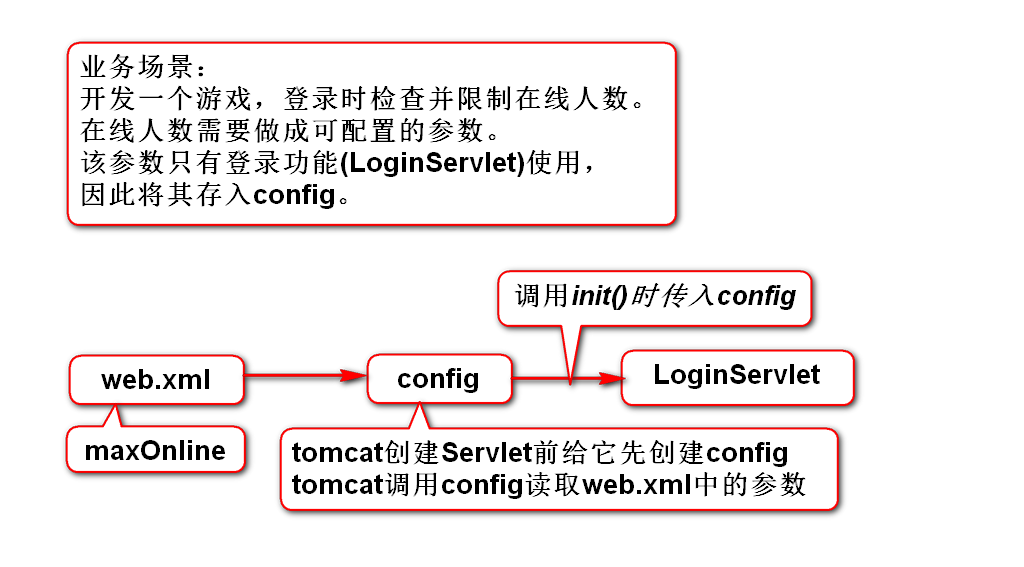 业务场景：
开发一个游戏，登录时检查并限制在线人数。
在线人数需要做成可配置的参数。
该参数只有登录功能(LoginServlet)使用，
因此将其存入config。
调用init()时传入config
web.xml
config
LoginServlet
maxOnline
tomcat创建Servlet前给它先创建config
tomcat调用config读取web.xml中的参数